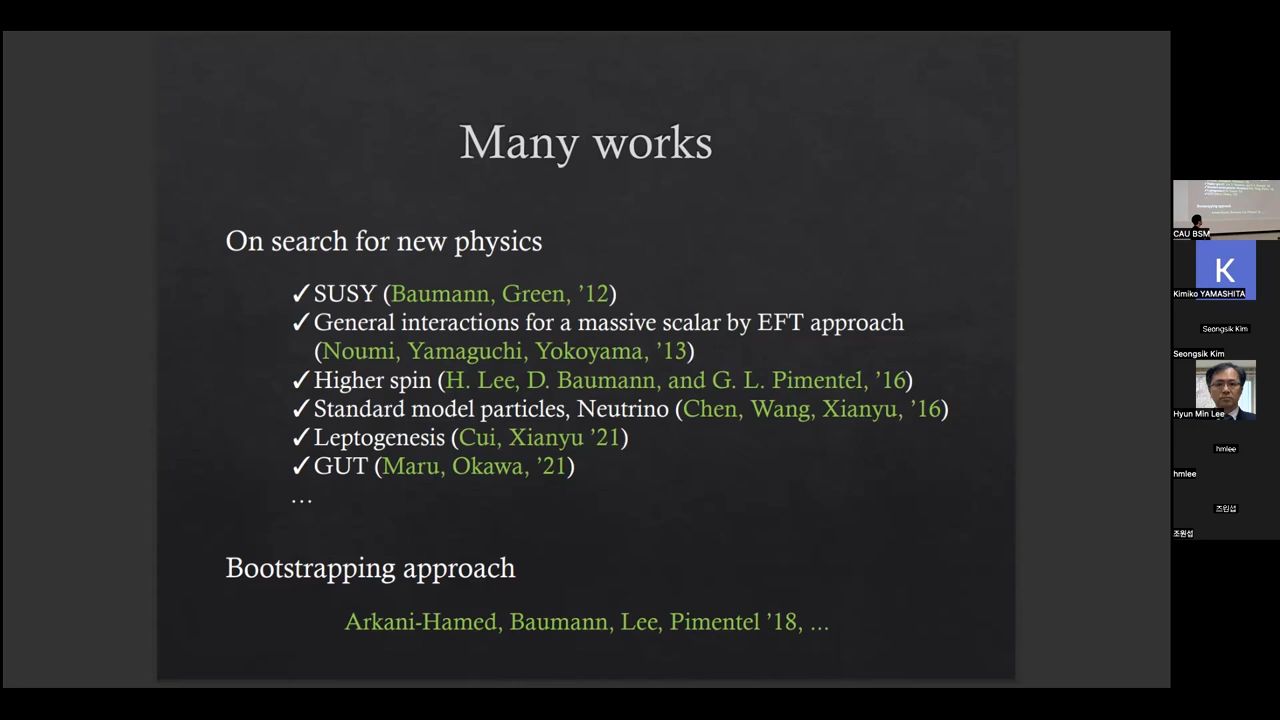 Many works
On search for new physics
✓SUSY (Baumann, Green, ’12)
✓General interactions for a massive scalar by EFT approach
(Noumi, Yamaguchi, Yokoyama, ’13)
✓Higher spin (H. Lee, D. Baumann, and G. L. Pimentel, ’16)
✓Standard model particles, Neutrino (Chen, Wang, Xianyu, ’16)
✓Leptogenesis (Cui, Xianyu ’21)
✓GUT (Maru, Okawa, ’21)
…
Bootstrapping approach
Arkani-Hamed, Baumann, Lee, Pimentel ’18, …
CAU BSM
K
Kimiko YAMASHITA
Seongsik Kim
Seongsik Kim
Hyun Min Lee
hmlee
hmlee
조원섭
조원섭